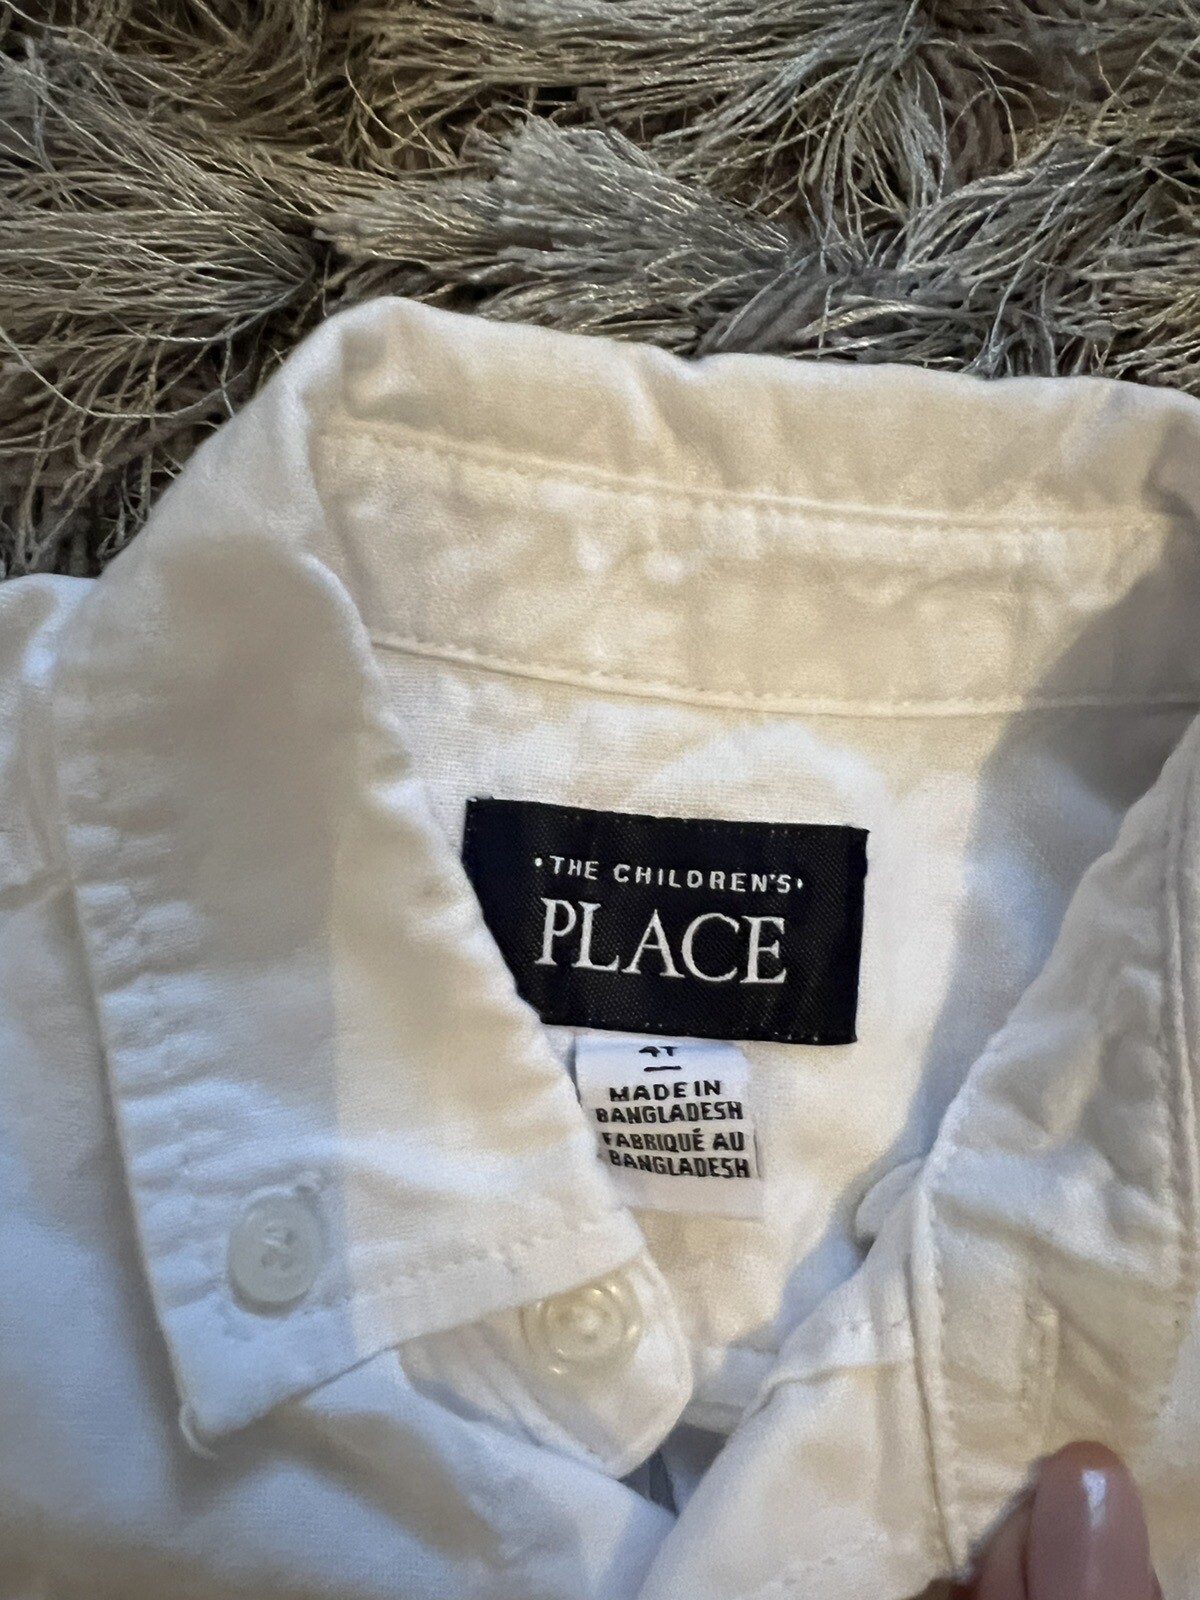 ·THE CHILDREN'S·
PLACE
4T
MADE IN
BANGLADESH
FABRIQUÉ AU
BANGLADESH